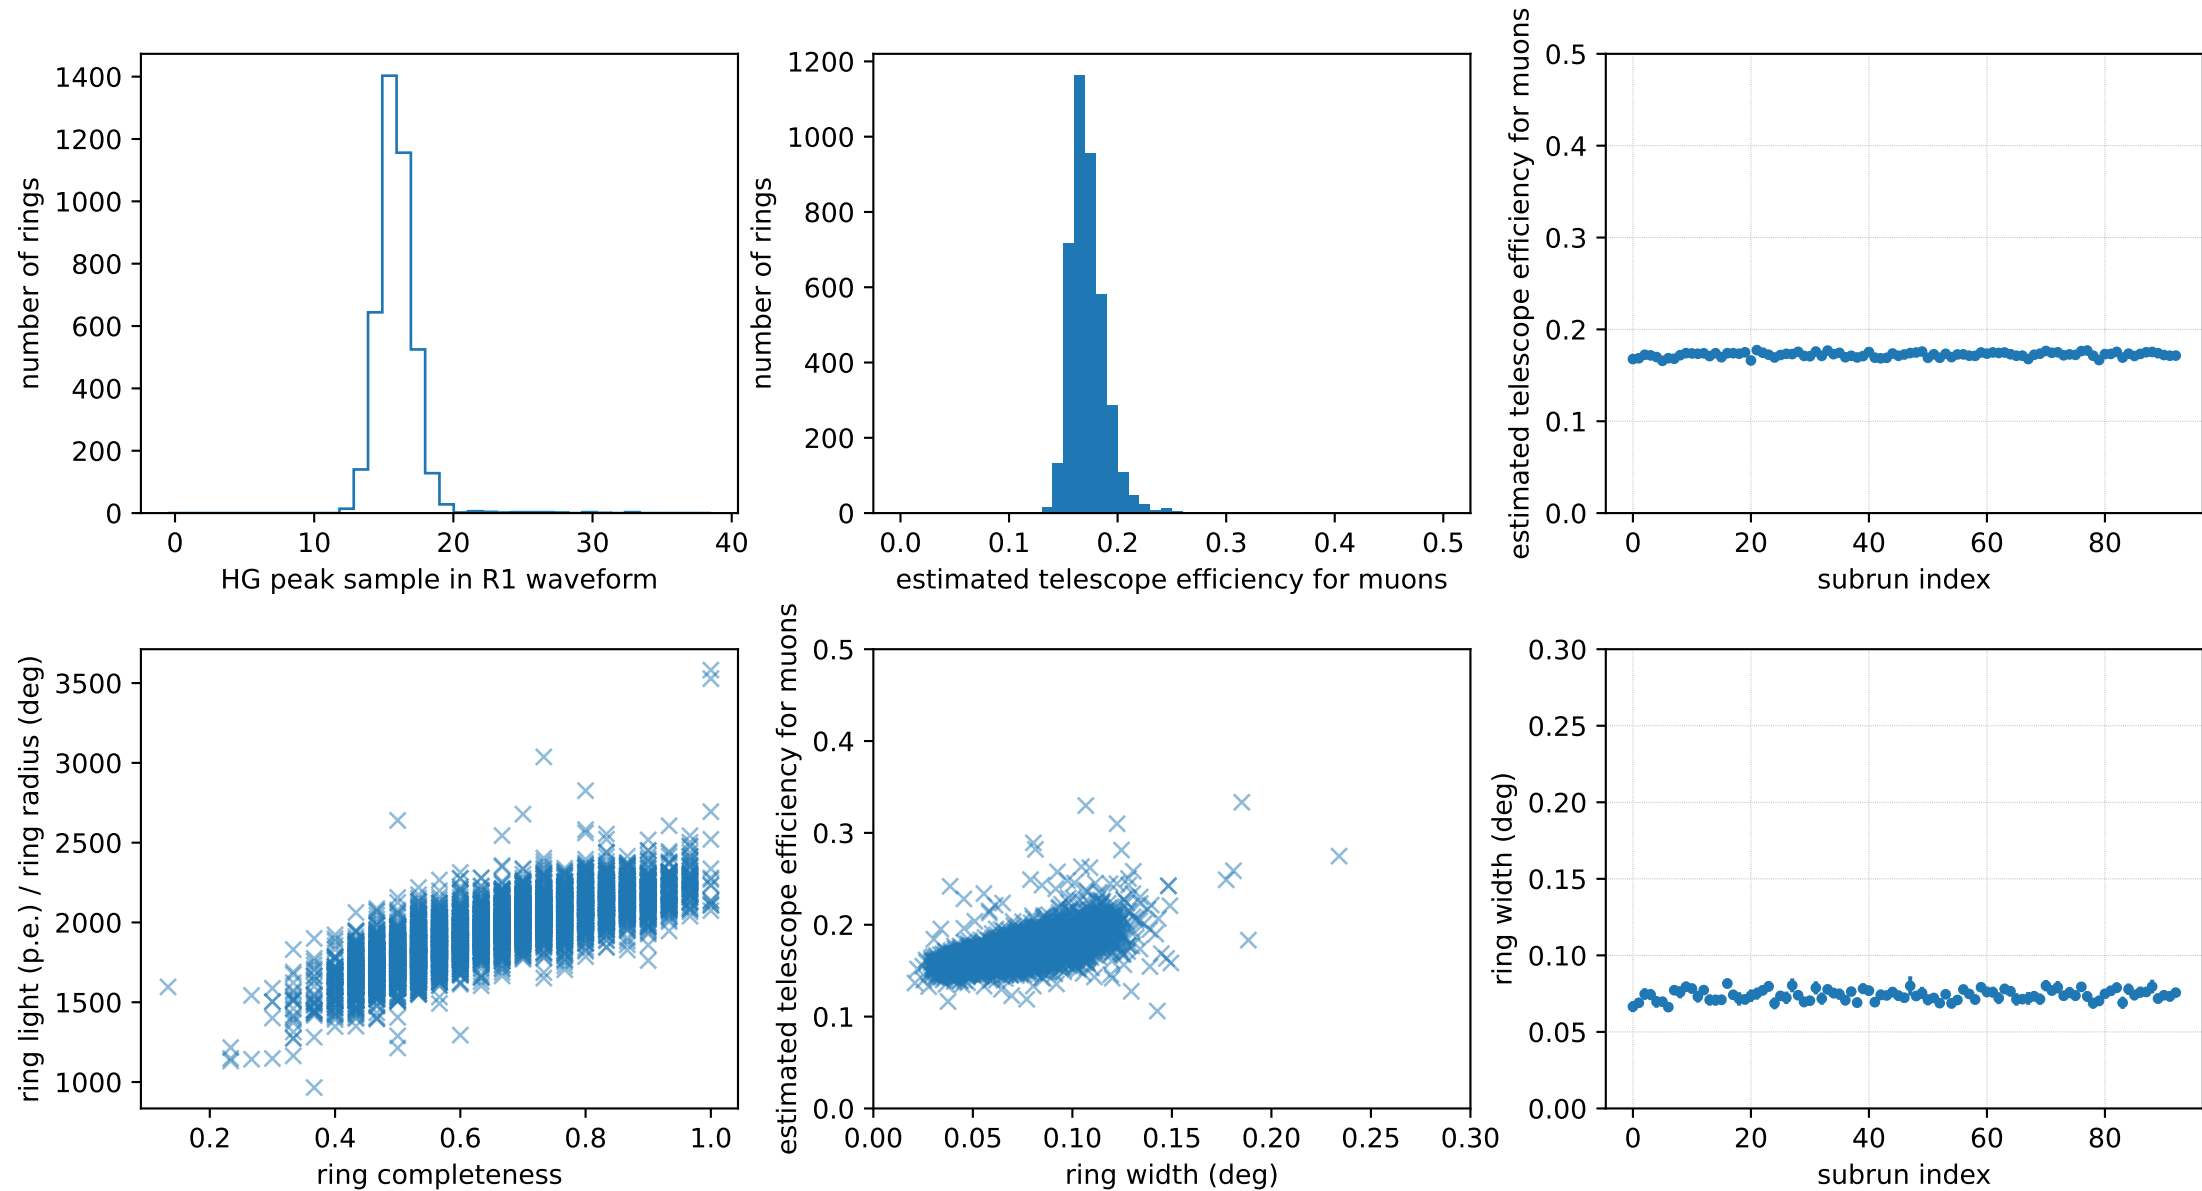 1400
1200
1000
800
600
400
200
0
number of rings
0 10 20 30 40
HG peak sample in R1 waveform
1200
1000
800
600
400
200
0
number of rings
0.0 0.1 0.2 0.3 0.4 0.5
estimated telescope efficiency for muons
0.5
0.4
0.3
0.2
0.1
0.0
estimated telescope efficiency for muons
0 20 40 60 80
subrun index
3500
3000
2500
2000
1500
1000
ring light (p.e.) / ring radius (deg)
0.2 0.4 0.6 0.8 1.0
ring completeness
0.5
0.4
0.3
0.2
0.1
0.0
estimated telescope efficiency for muons
0.00 0.05 0.10 0.15 0.20 0.25 0.30
ring width (deg)
0.30
0.25
0.20
0.15
0.10
0.05
0.00
ring width (deg)
0 20 40 60 80
subrun index